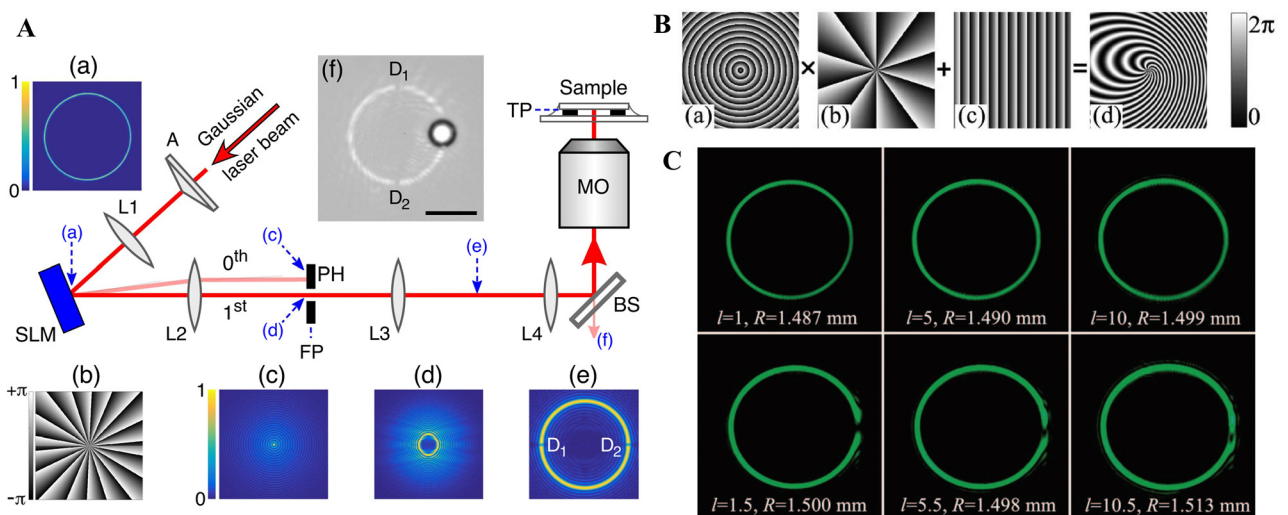 A
(a)
1
0
A
Gaussian
laser beam
L1
(a)
SLM
0th
1st
L2
(c)
PH
(d)
FP
L3
(e)
L4
BS
(f)
(f)
D1
D2
Sample
TP
MO
(b)
+π
-π
(c)
1
0
(d)
(e)
D1
D2
B
(a)
×
(b)
+
(c)
=
(d)
2π
0
C
l=1, R=1.487 mm
l=5, R=1.490 mm
l=10, R=1.499 mm
l=1.5, R=1.500 mm
l=5.5, R=1.498 mm
l=10.5, R=1.513 mm